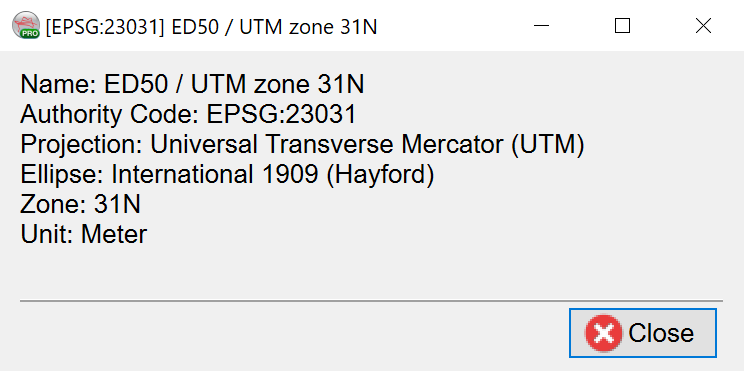 [EPSG:23031] ED50 / UTM zone 31N
PRO
Name: ED50 / UTM zone 31N
Authority Code: EPSG:23031
Projection: Universal Transverse Mercator (UTM)
Ellipse: International 1909 (Hayford)
Zone: 31N
Unit: Meter
Close